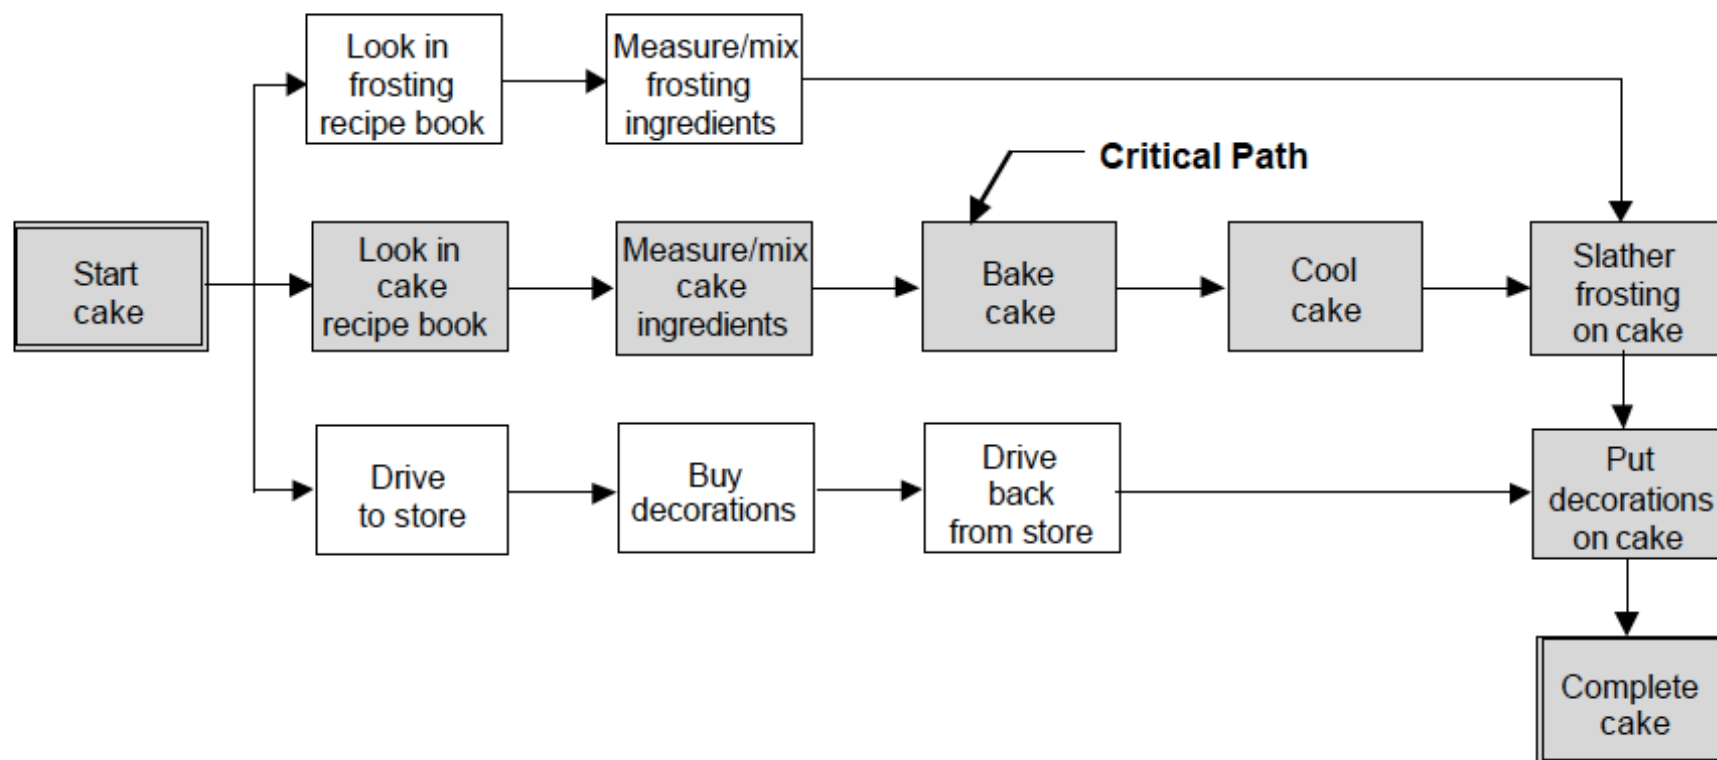 Look in
frosting
recipe book
Measure/mix
frosting
ingredients
Critical Path
Start
cake
Look in
cake
recipe book
Measure/mix
cake
ingredients
Bake
cake
Cool
cake
Slather
frosting
on cake
Drive
to store
Buy
decorations
Drive
back
from store
Put
decorations
on cake
Complete
cake